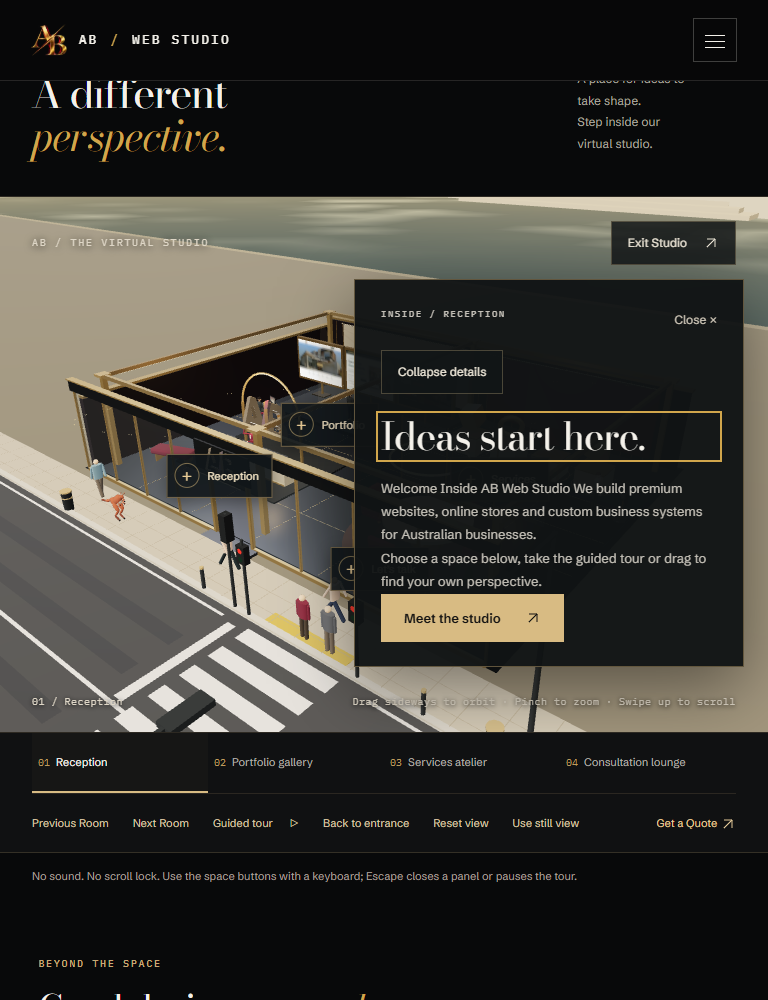 AB / WEB STUDIO
A different
perspective.
A place for ideas to
take shape.
Step inside our
virtual studio.
AB / THE VIRTUAL STUDIO
Exit Studio
INSIDE / RECEPTION
Close ×
Collapse details
Ideas start here.
Welcome Inside AB Web Studio We build premium
websites, online stores and custom business systems
for Australian businesses.
Choose a space below, take the guided tour or drag to
find your own perspective.
Meet the studio
Reception
01 / Reception
Drag sideways to orbit · Pinch to zoom · Swipe up to scroll
01 Reception
02 Portfolio gallery
03 Services atelier
04 Consultation lounge
Previous Room
Next Room
Guided tour
Back to entrance
Reset view
Use still view
Get a Quote
No sound. No scroll lock. Use the space buttons with a keyboard; Escape closes a panel or pauses the tour.
BEYOND THE SPACE